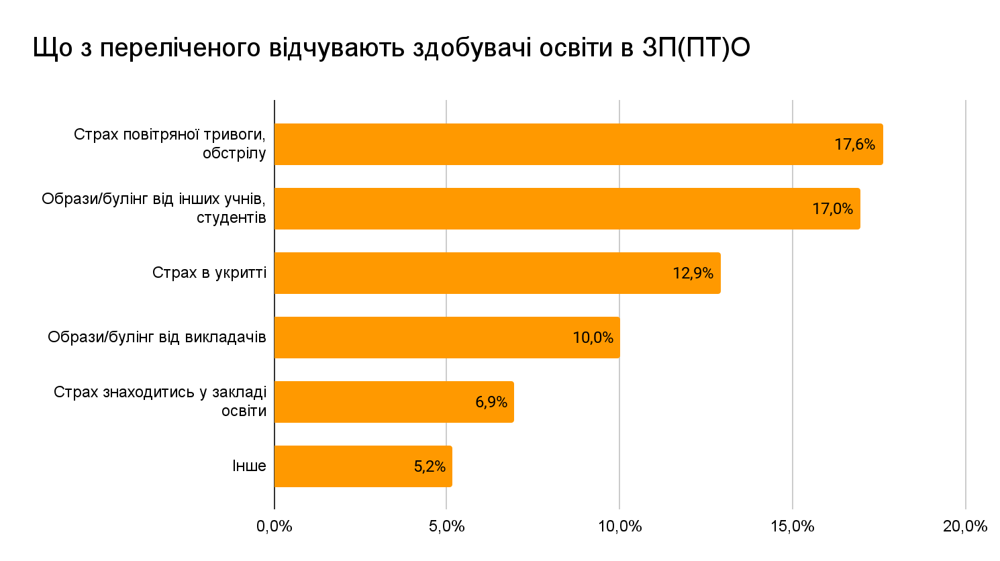 Що з переліченого відчувають здобувачі освіти в ЗП(ПТ)О
Страх повітряної тривоги,
обстрілу
17,6%
Образи/булінг від інших учнів,
студентів
17,0%
Страх в укритті
12,9%
Образи/булінг від викладачів
10,0%
Страх знаходитись у закладі
освіти
6,9%
Інше
5,2%
0,0%
5,0%
10,0%
15,0%
20,0%